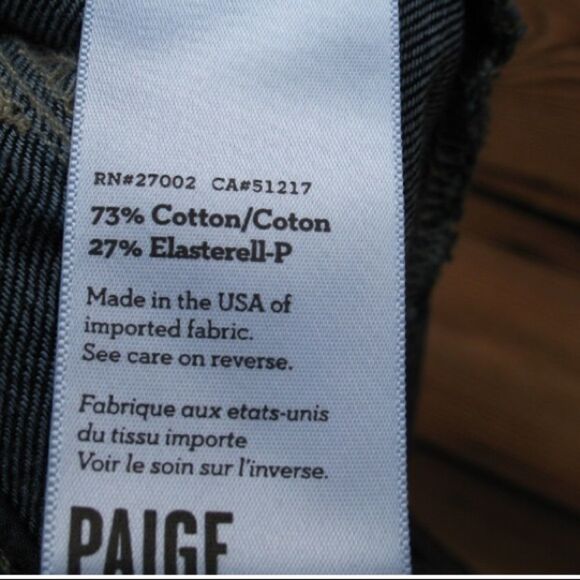 RN#27002 CA#51217
73% Cotton/Coton
27% Elasterell-P
Made in the USA of
imported fabric.
See care on reverse.
Fabrique aux etats-unis
du tissu importe
Voir le soin sur l'inverse.
PAIGE